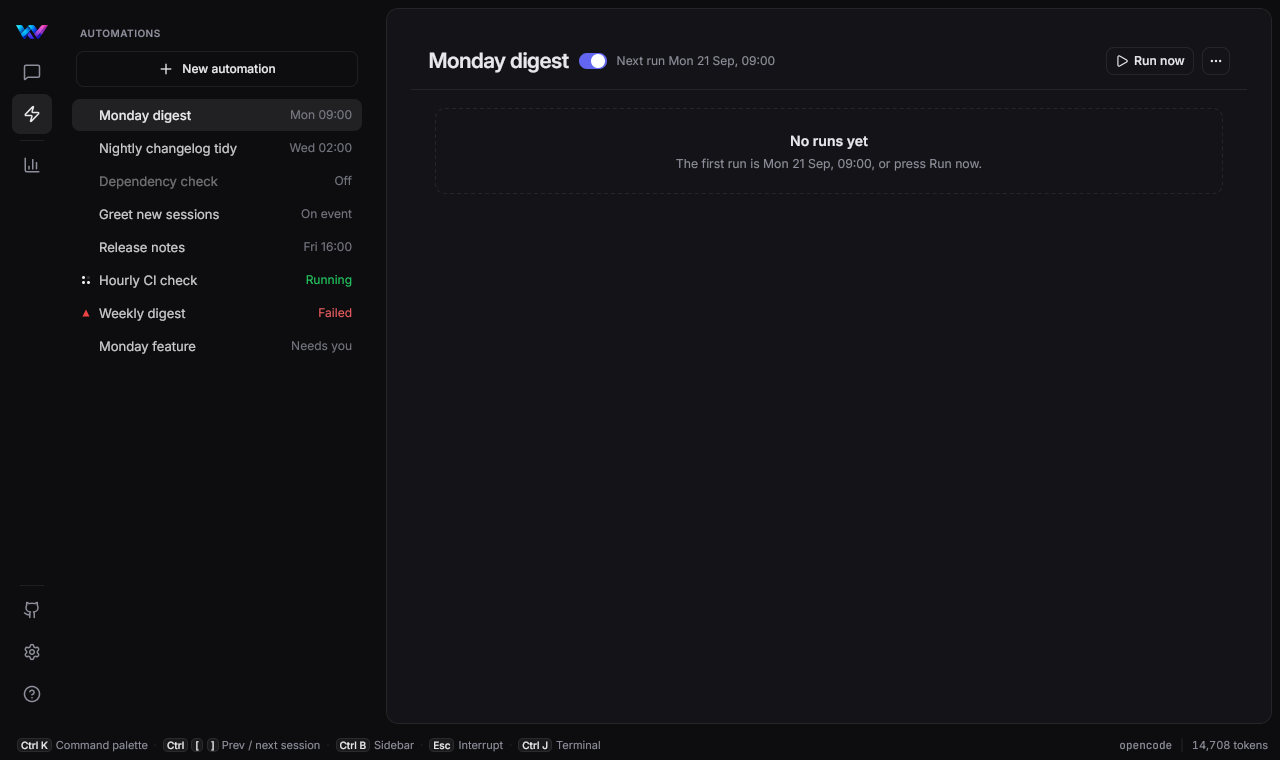 AUTOMATIONS
New automation
Monday digest Mon 09:00
Nightly changelog tidy Wed 02:00
Dependency check Off
Greet new sessions On event
Release notes Fri 16:00
Hourly CI check Running
Weekly digest Failed
Monday feature Needs you
Monday digest Next run Mon 21 Sep, 09:00 Run now
No runs yet
The first run is Mon 21 Sep, 09:00, or press Run now.
Ctrl K Command palette · Ctrl [ ] Prev / next session · Ctrl B Sidebar · Esc Interrupt · Ctrl J Terminal opencode 14,708 tokens